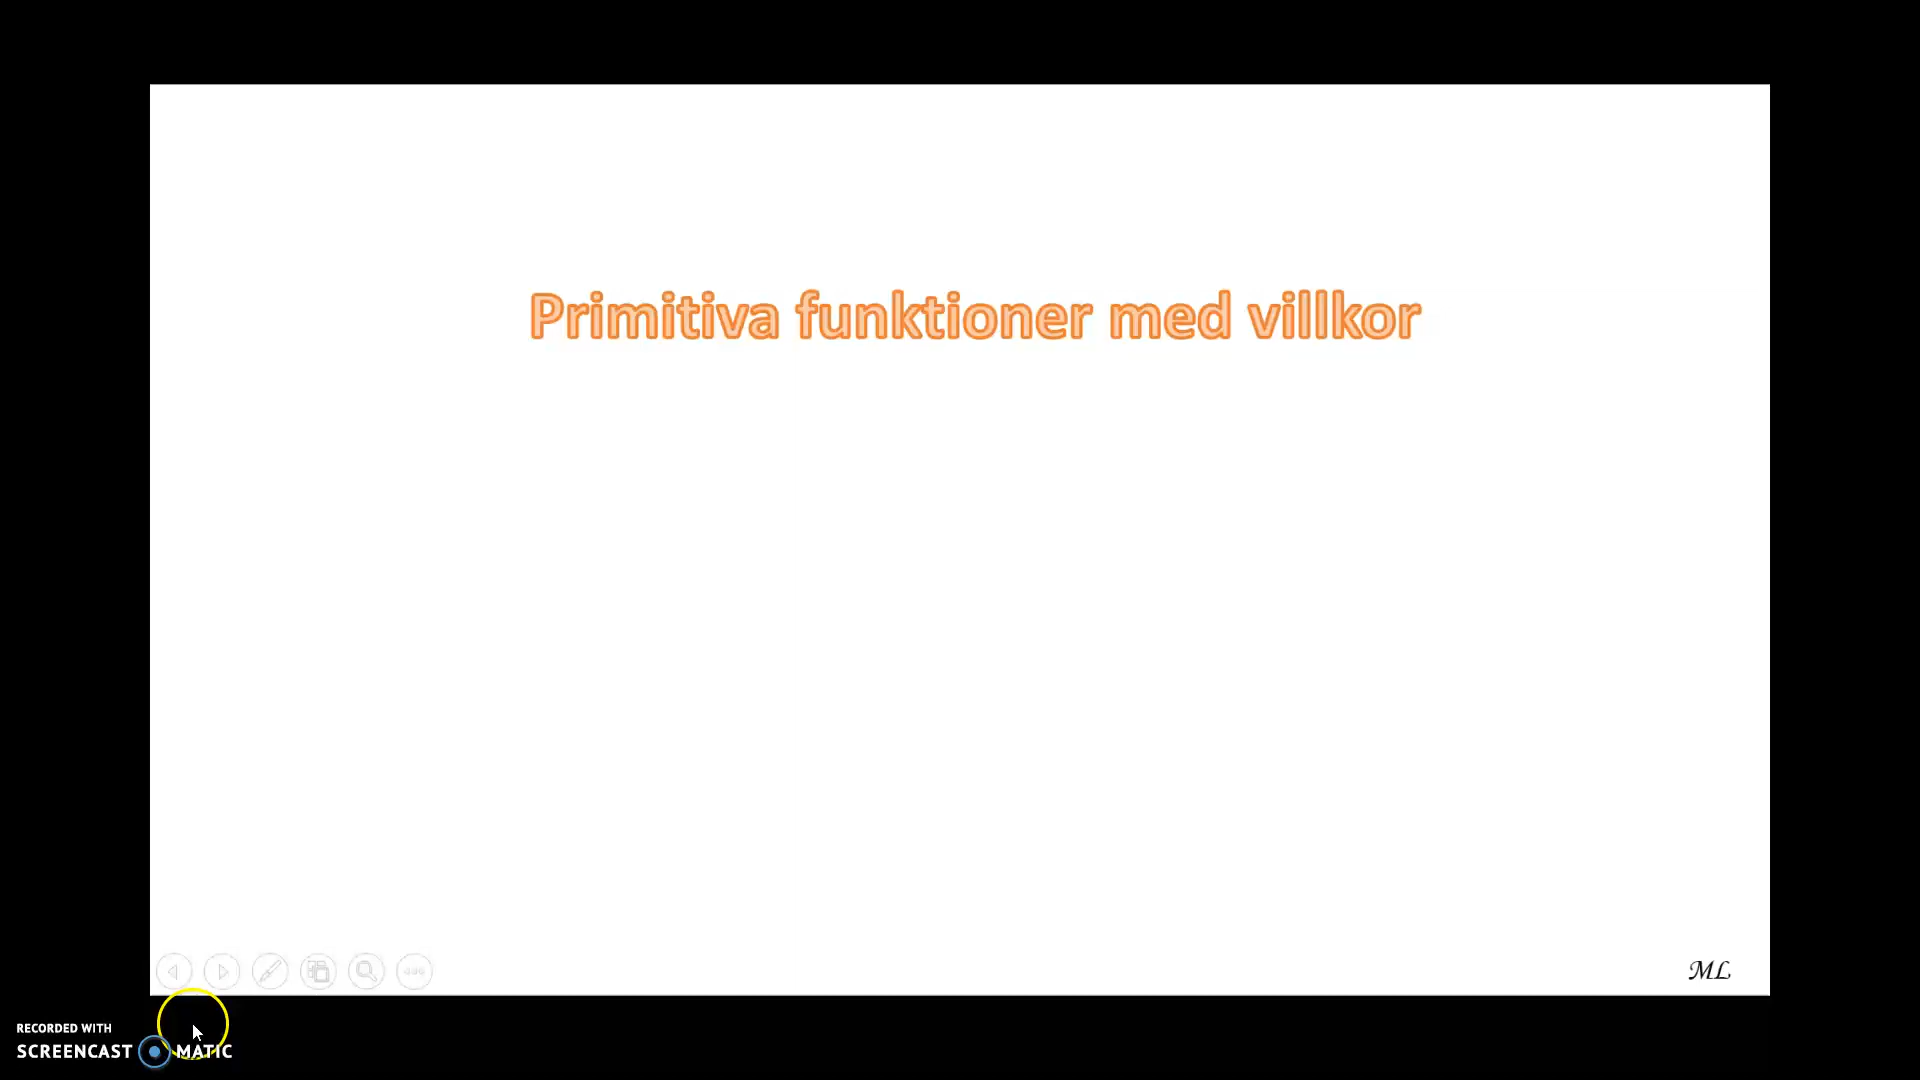 Primitiva funktioner med villkor
ML
RECORDED WITH
SCREENCAST MATIC